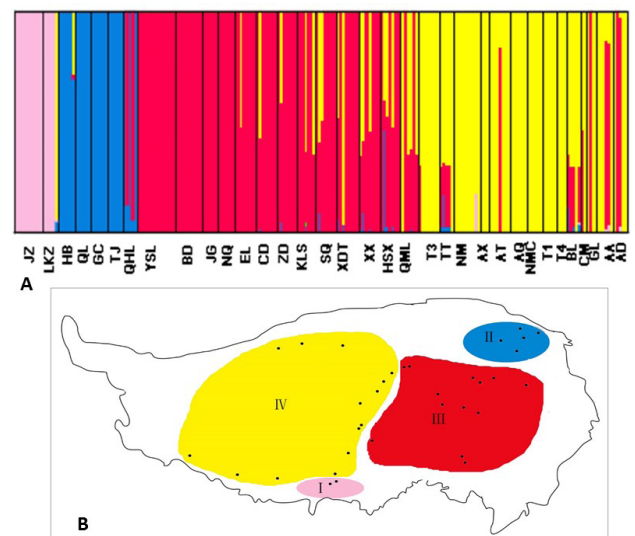 JZ LKZ HB QL GC TJ QHL YSL BD JG NQ EL CD ZD KLS SQ XDT XX HSX QML T3 TT NM AX AT AQ NMC T1 T4 BL CM GL AA AD
A
II
IV
III
I
B